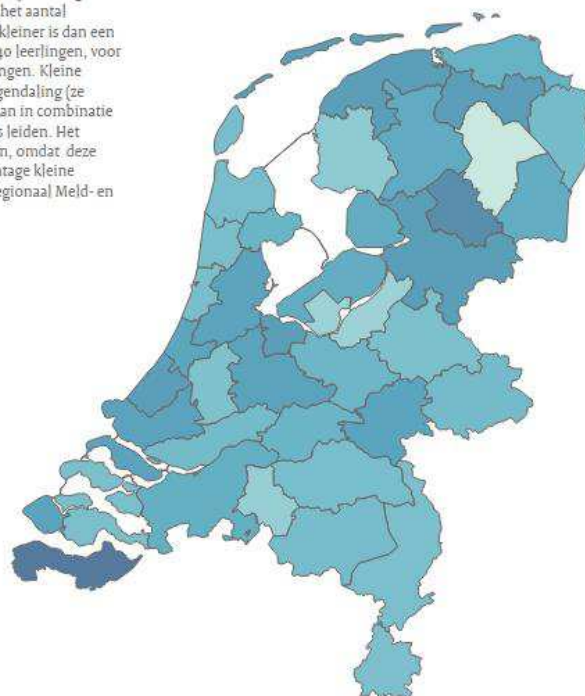 het aantal
kleiner is dan een
40 leerlingen, voor
ngen. Kleine
gendaling (ze
an in combinatie
s leiden. Het
n, omdat deze
ntage kleine
egionaal Meld- en